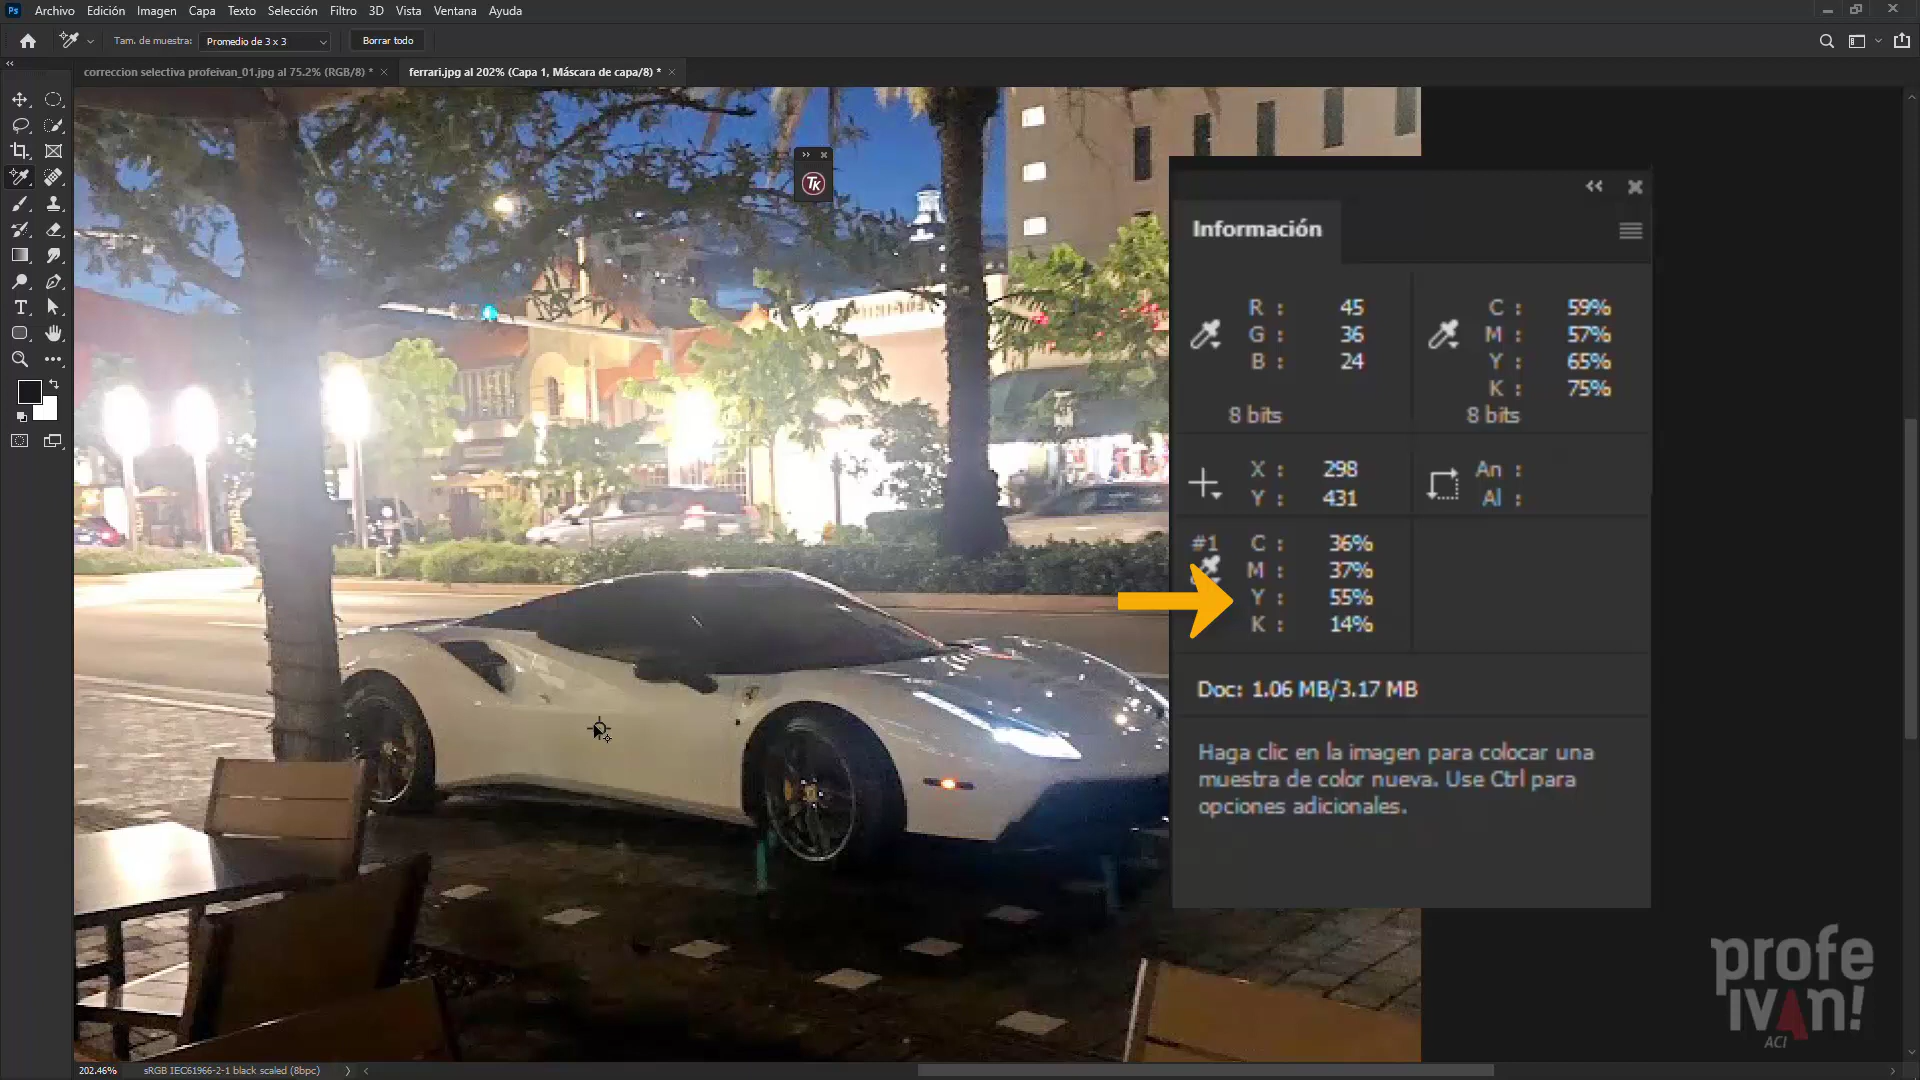 Ps Archivo Edición Imagen Capa Texto Selección Filtro 3D Vista Ventana Ayuda
Tam. de muestra: Promedio de 3 x 3 Borrar todo
correccion selectiva profeivan_01.jpg al 75.2% (RGB/8) * × ferrari.jpg al 202% (Capa 1, Máscara de capa/8) * ×
TK
Información
R : 45 C : 59%
G : 36 M : 57%
B : 24 Y : 65%
K : 75%
8 bits 8 bits
X : 298 An :
Y : 431 Al :
#1 C : 36%
M : 37%
Y : 55%
K : 14%
Doc: 1.06 MB/3.17 MB
Haga clic en la imagen para colocar una
muestra de color nueva. Use Ctrl para
opciones adicionales.
profe
IVAN!
ACI
202.46% sRGB IEC61966-2-1 black scaled (8bpc)